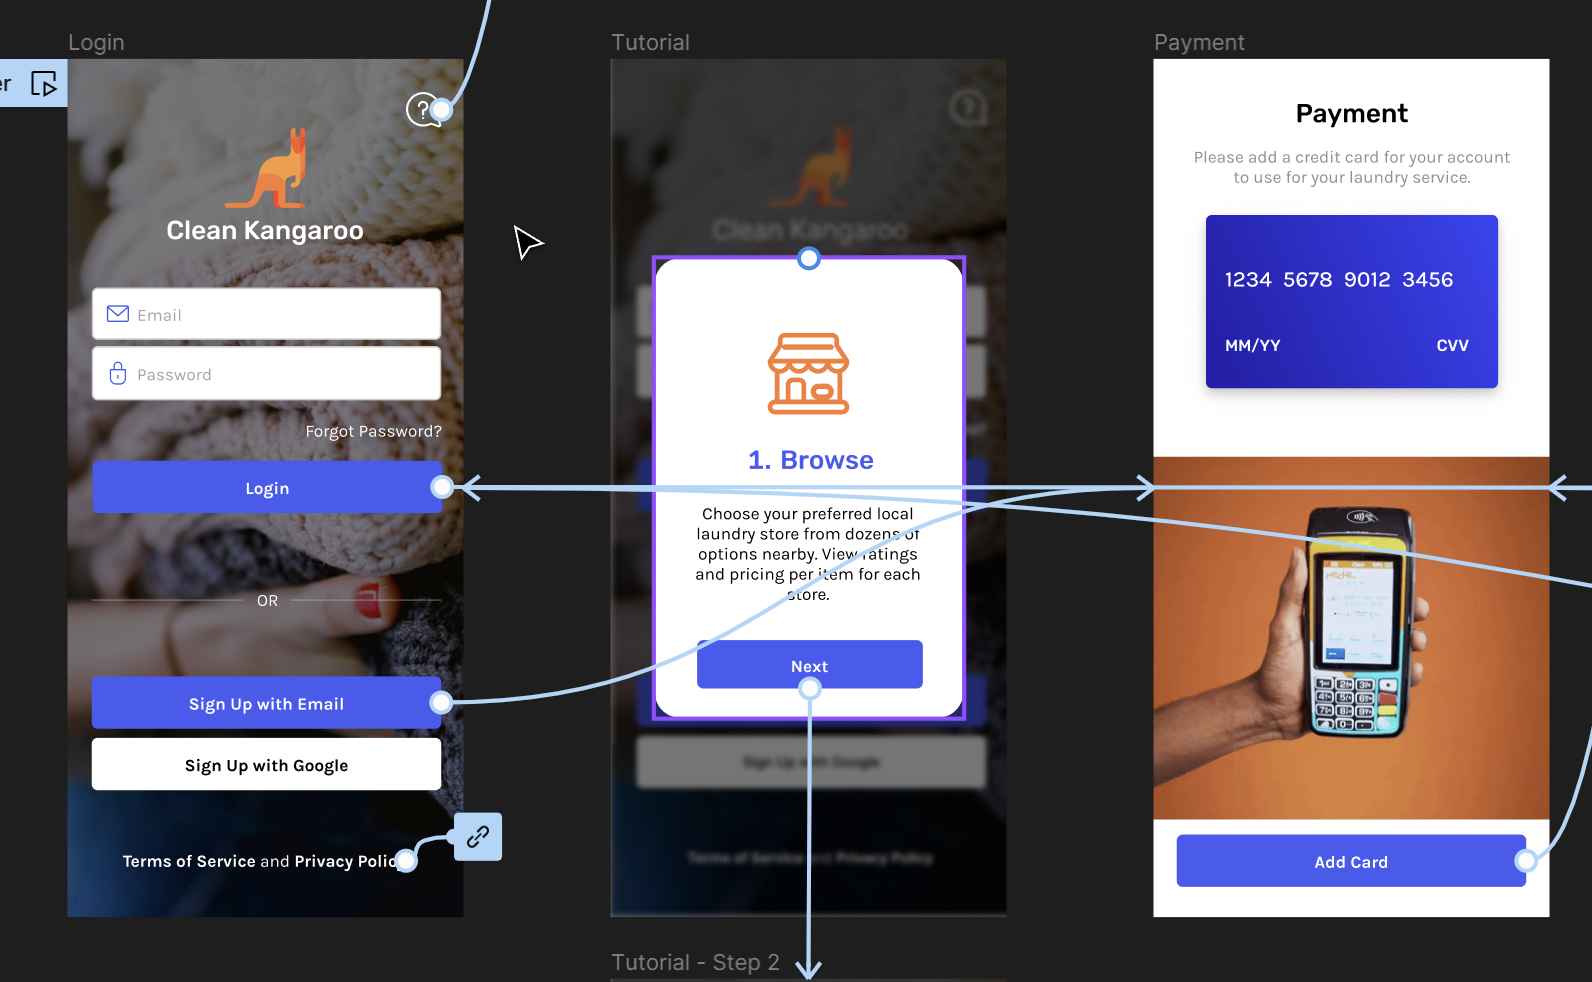 Login
er
?
Clean Kangaroo
Email
Password
Forgot Password?
Login
OR
Sign Up with Email
Sign Up with Google
Terms of Service and Privacy Polic
Tutorial
?
Clean Kangaroo
1. Browse
Choose your preferred local
laundry store from dozens of
options nearby. View ratings
and pricing per item for each
store.
Next
Sign Up with Google
Terms of Service and Privacy Policy
Tutorial - Step 2
Payment
Payment
Please add a credit card for your account
to use for your laundry service.
1234 5678 9012 3456
MM/YY
CVV
Add Card